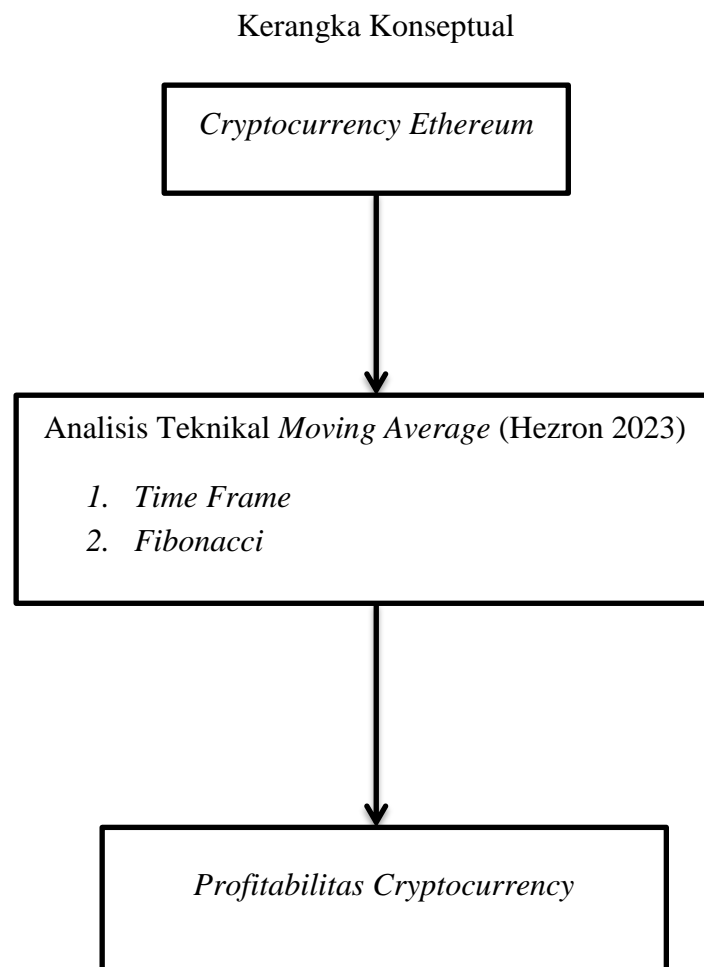 Kerangka Konseptual
Cryptocurrency Ethereum
Analisis Teknikal Moving Average (Hezron 2023)
1. Time Frame
2. Fibonacci
Profitabilitas Cryptocurrency